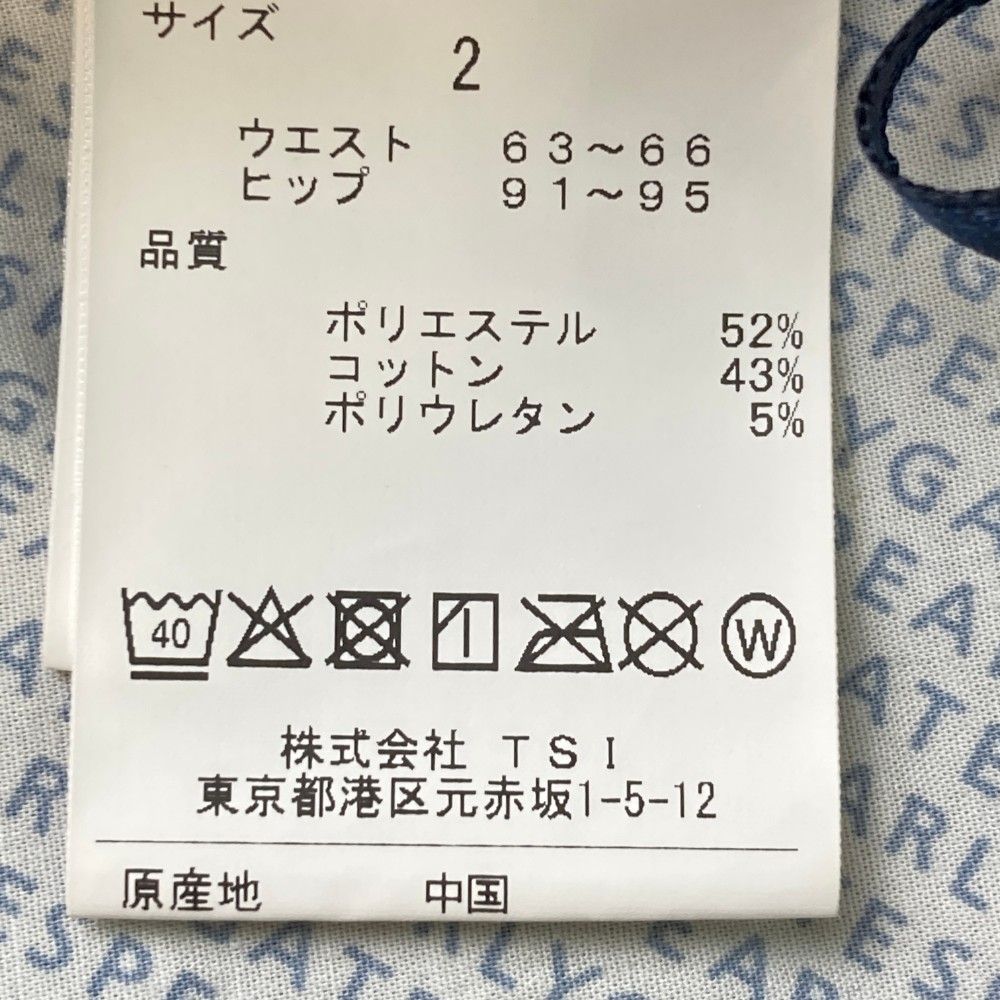 サイズ
2
ウエスト 63~66
ヒップ 91~95
品質
ポリエステル 52%
コットン 43%
ポリウレタン 5%
40
W
株式会社 TSI
東京都港区元赤坂1-5-12
原産地 中国